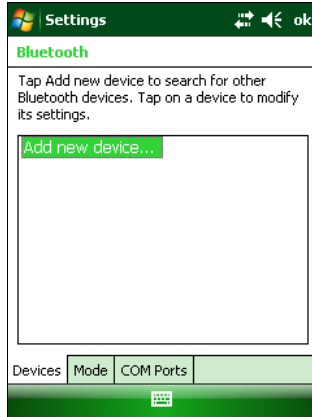 Settings
ok
Bluetooth
Tap Add new device to search for other
Bluetooth devices. Tap on a device to modify
its settings.
Add new device...
Devices Mode COM Ports